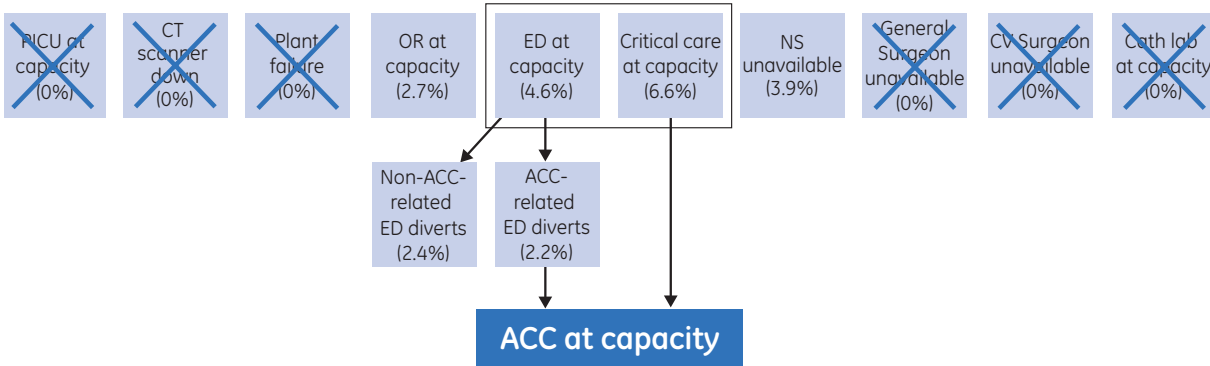 PICU at
capacity
(0%)
CT
scanner
down
(0%)
Plant
failure
(0%)
OR at
capacity
(2.7%)
ED at
capacity
(4.6%)
Critical care
at capacity
(6.6%)
NS
unavailable
(3.9%)
General
Surgeon
unavailable
(0%)
CV Surgeon
unavailable
(0%)
Cath lab
at capacity
(0%)
Non-ACC-
related
ED diverts
(2.4%)
ACC-
related
ED diverts
(2.2%)
ACC at capacity